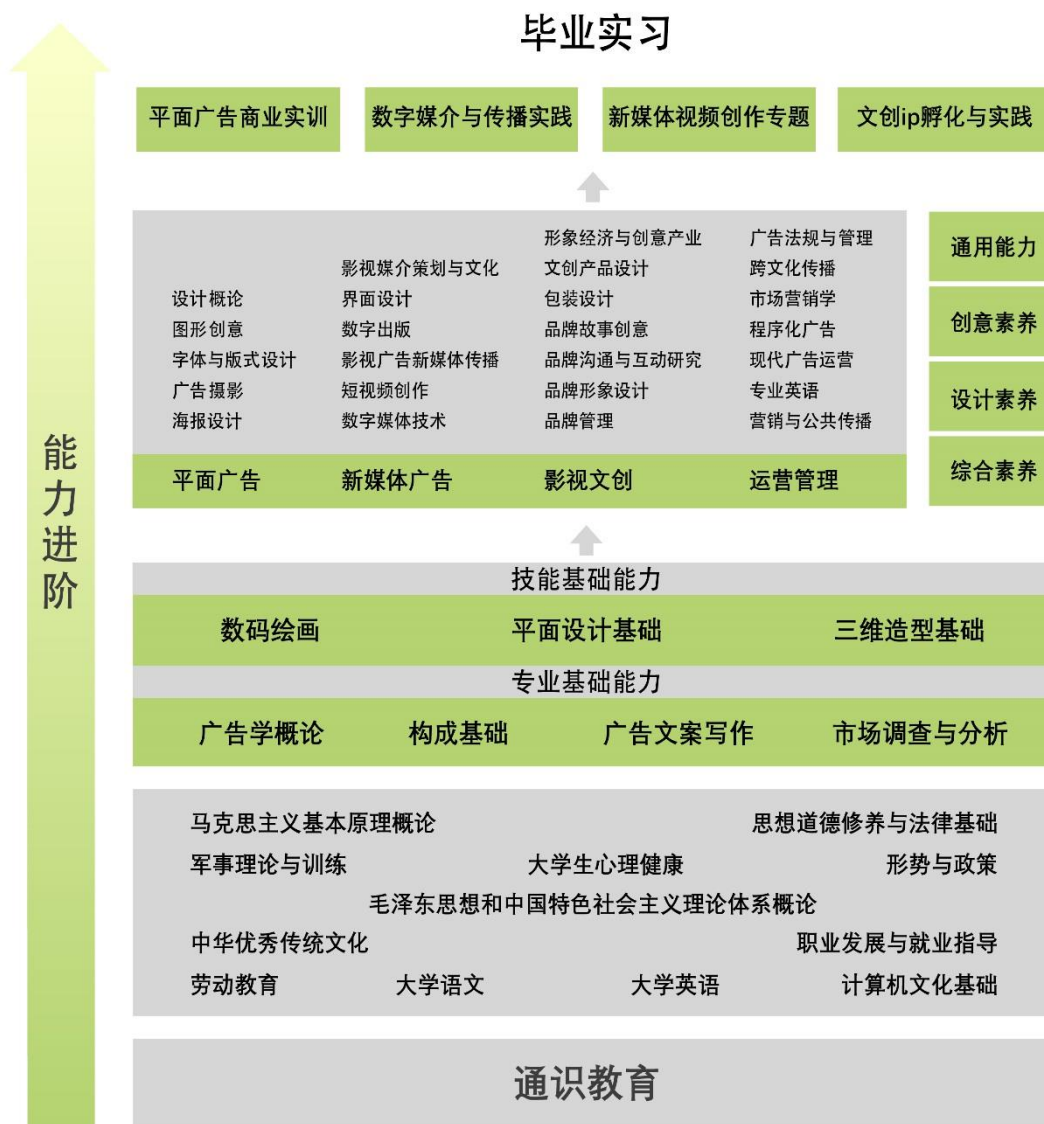 毕业实习
平面广告商业实训 数字媒介与传播实践 新媒体视频创作专题 文创ip孵化与实践
形象经济与创意产业 广告法规与管理
影视媒介策划与文化 文创产品设计 跨文化传播
设计概论 界面设计 包装设计 市场营销学
图形创意 数字出版 品牌故事创意 程序化广告
字体与版式设计 影视广告新媒体传播 品牌沟通与互动研究 现代广告运营
广告摄影 短视频创作 品牌形象设计 专业英语
海报设计 数字媒体技术 品牌管理 营销与公共传播
平面广告 新媒体广告 影视文创 运营管理
通用能力
创意素养
设计素养
综合素养
能力进阶
技能基础能力
数码绘画 平面设计基础 三维造型基础
专业基础能力
广告学概论 构成基础 广告文案写作 市场调查与分析
马克思主义基本原理概论 思想道德修养与法律基础
军事理论与训练 大学生心理健康 形势与政策
毛泽东思想和中国特色社会主义理论体系概论
中华优秀传统文化 职业发展与就业指导
劳动教育 大学语文 大学英语 计算机文化基础
通识教育